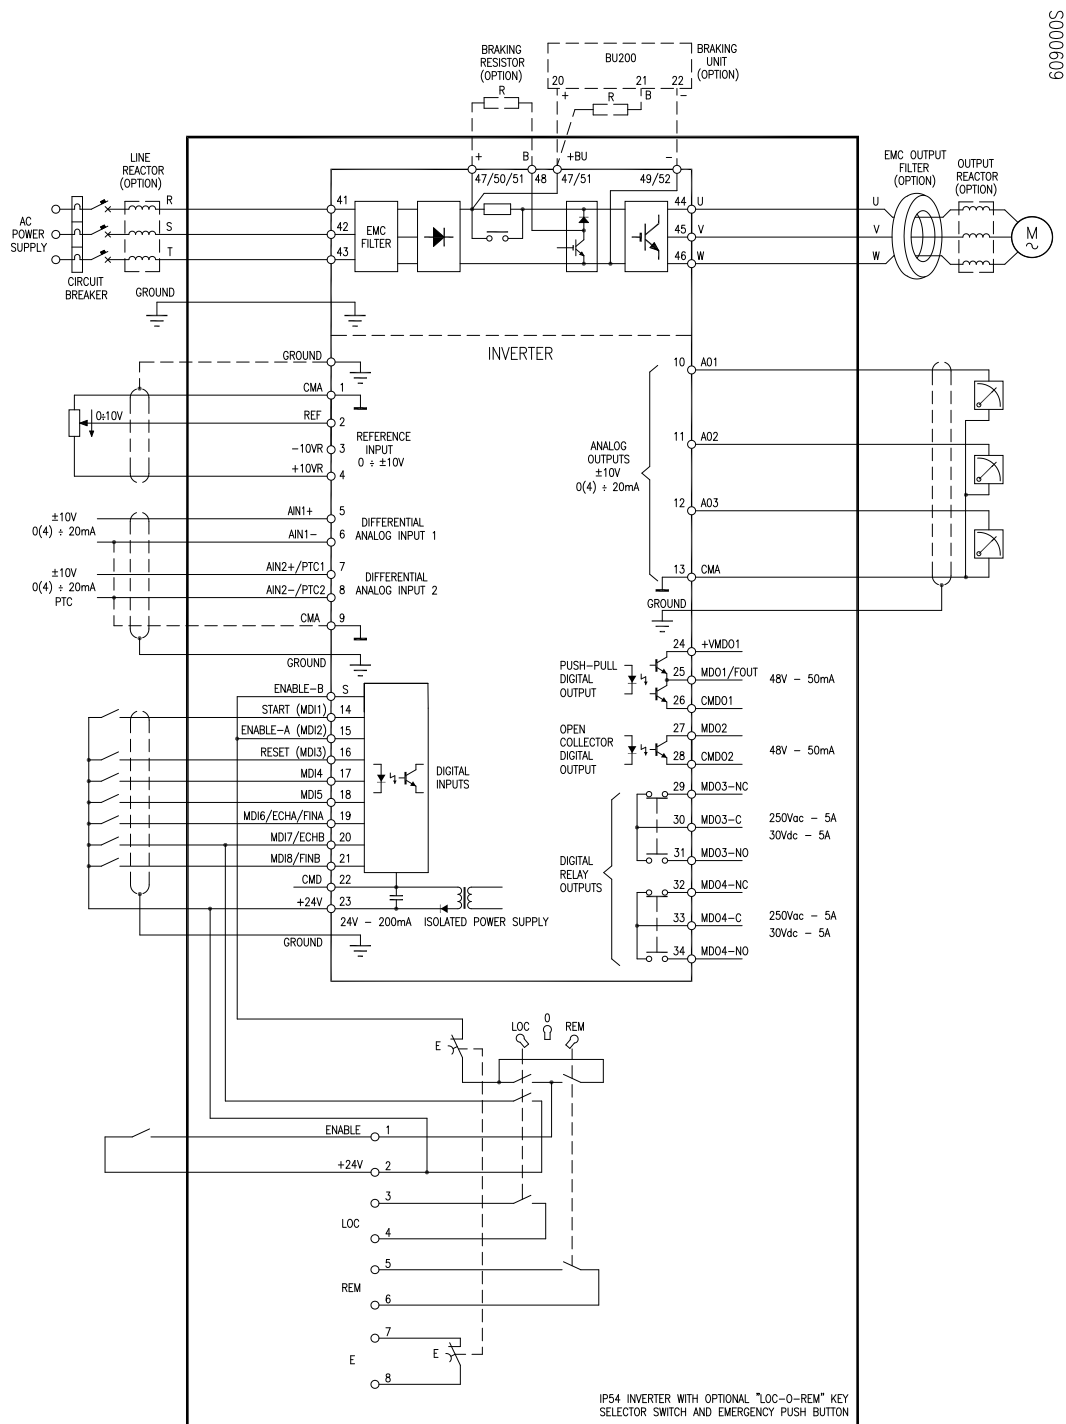 S000609
BRAKING
RESISTOR
(OPTION)
R
BU200
BRAKING
UNIT
(OPTION)
20
21
22
+
R
B
−
LINE
REACTOR
(OPTION)
+
B
+BU
−
47/50/51
48
47/51
49/52
EMC OUTPUT
FILTER
(OPTION)
OUTPUT
REACTOR
(OPTION)
AC
POWER
SUPPLY
R
S
T
41
42
43
EMC
FILTER
44
U
45
V
46
W
U
V
W
M
~
CIRCUIT
BREAKER
GROUND
INVERTER
GROUND
CMA
1
REF
2
−10VR
3
+10VR
4
0÷10V
REFERENCE
INPUT
0 ÷ ±10V
±10V
0(4) ÷ 20mA
AIN1+
5
AIN1−
6
DIFFERENTIAL
ANALOG INPUT 1
±10V
0(4) ÷ 20mA
PTC
AIN2+/PTC1
7
AIN2−/PTC2
8
DIFFERENTIAL
ANALOG INPUT 2
CMA
9
GROUND
10
AO1
11
AO2
12
AO3
13
CMA
ANALOG
OUTPUTS
±10V
0(4) ÷ 20mA
GROUND
ENABLE−B
S
START (MDI1)
14
ENABLE−A (MDI2)
15
RESET (MDI3)
16
MDI4
17
MDI5
18
MDI6/ECHA/FINA
19
MDI7/ECHB
20
MDI8/FINB
21
CMD
22
+24V
23
DIGITAL
INPUTS
24V − 200mA
ISOLATED POWER SUPPLY
GROUND
PUSH−PULL
DIGITAL
OUTPUT
24
+VMDO1
25
MDO1/FOUT
26
CMDO1
48V − 50mA
OPEN
COLLECTOR
DIGITAL
OUTPUT
27
MDO2
28
CMDO2
48V − 50mA
DIGITAL
RELAY
OUTPUTS
29
MDO3−NC
30
MDO3−C
31
MDO3−NO
250Vac − 5A
30Vdc − 5A
32
MDO4−NC
33
MDO4−C
34
MDO4−NO
250Vac − 5A
30Vdc − 5A
E
LOC
0
REM
ENABLE
1
+24V
2
3
LOC
4
5
REM
6
7
E
E
8
IP54 INVERTER WITH OPTIONAL "LOC−0−REM" KEY
SELECTOR SWITCH AND EMERGENCY PUSH BUTTON